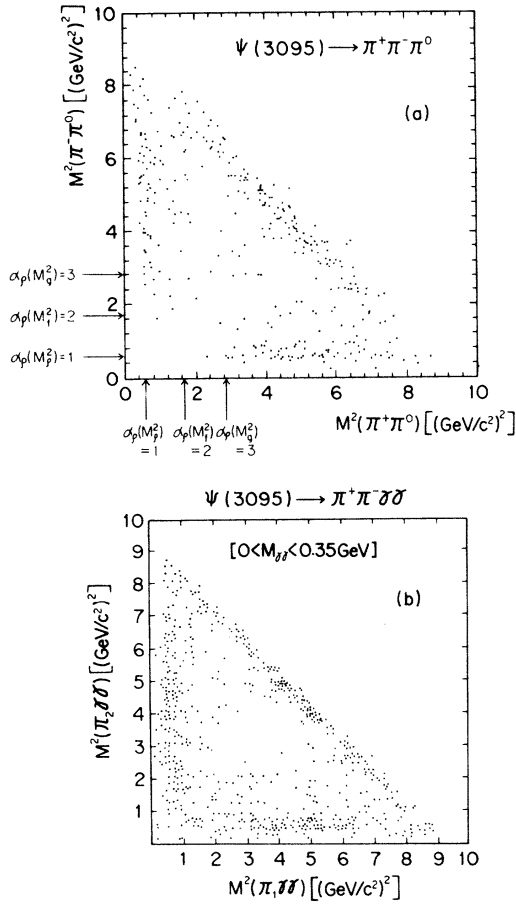 ψ(3095) ⟶ π⁺π⁻π⁰
(a)
M²(π⁻π⁰) [(GeV/c²)²]
10
8
6
4
2
0
α_ρ(M_g²)=3
α_ρ(M_f²)=2
α_ρ(M_ρ²)=1
0 2 4 6 8 10
α_ρ(M_ρ²) α_ρ(M_f²) α_ρ(M_g²)
=1 =2 =3
M²(π⁺π⁰) [(GeV/c²)²]
ψ(3095) ⟶ π⁺π⁻γγ
[0<M_γγ<0.35GeV]
(b)
M²(π₂γγ) [(GeV/c²)²]
10
9
8
7
6
5
4
3
2
1
1 2 3 4 5 6 7 8 9 10
M²(π₁γγ) [(GeV/c²)²]